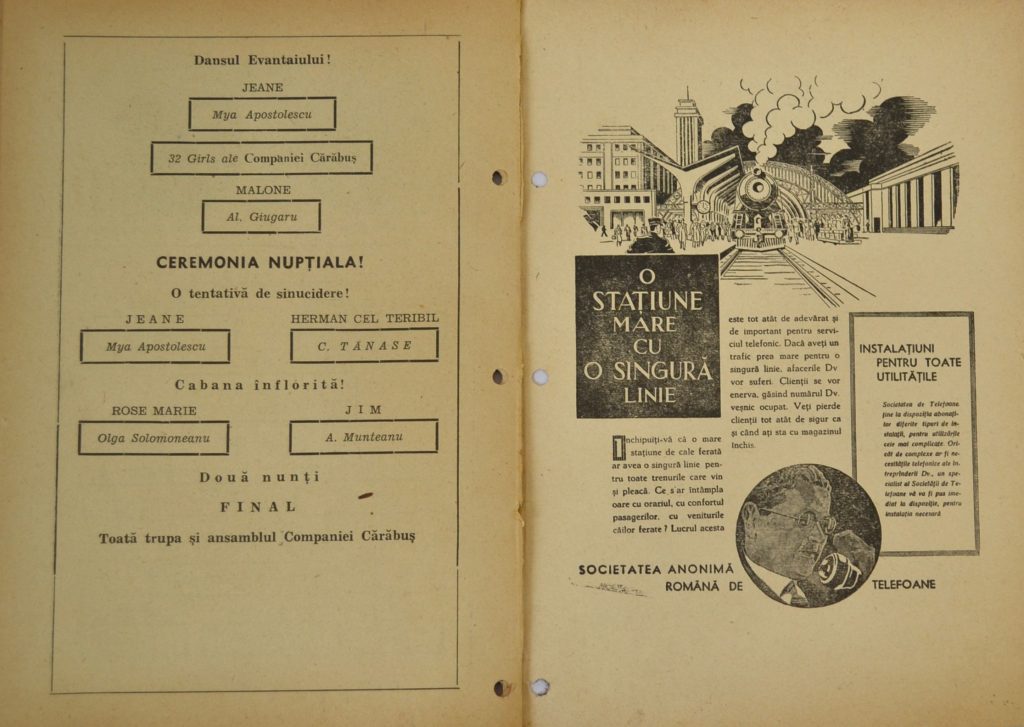 Dansul Evantaiului!
JEANE
Mya Apostolescu
32 Girls ale Companiei Cărăbuș
MALONE
Al. Giugaru
CEREMONIA NUPȚIALA!
O tentativă de sinucidere!
JEANE
HERMAN CEL TERIBIL
Mya Apostolescu
C. TĂNASE
Cabana înflorită!
ROSE MARIE
JIM
Olga Solomoneanu
A. Munteanu
Două nunți
FINAL
Toată trupa și ansamblul Companiei Cărăbuș
O
STAȚIUNE
MARE
CU
O SINGURĂ
LINIE
Închipuiți-vă că o mare
stațiune de cale ferată
ar avea o singură linie pen-
tru toate trenurile care vin
și pleacă. Ce s'ar întâmpla
oare cu orariul, cu confortul
pasagerilor, cu veniturile
căilor ferate? Lucrul acesta
este tot atât de adevărat și
de important pentru servi-
ciul telefonic. Dacă aveți un
trafic prea mare pentru o
singură linie, afacerile Dv
vor suferi. Clienții se vor
enerva, găsind numărul Dv.
veșnic ocupat. Veți pierde
clienții tot atât de sigur ca
și când ați sta cu magazinul
închis.
INSTALAȚIUNI
PENTRU TOATE
UTILITĂȚILE
Societatea de Telefoane,
ține la dispoziția abonați-
lor diferite tipuri de in-
stalații, pentru utilizările
cele mai complicate. Ori-
cât de complexe ar fi ne-
cesitățile telefonice ale în-
treprinderii Dv., un spe-
cialist al Societății de Te-
lefoane vă va fi pus ime-
diat la dispoziție, pentru
instalația necesară
SOCIETATEA ANONIMĂ
ROMÂNĂ DE TELEFOANE